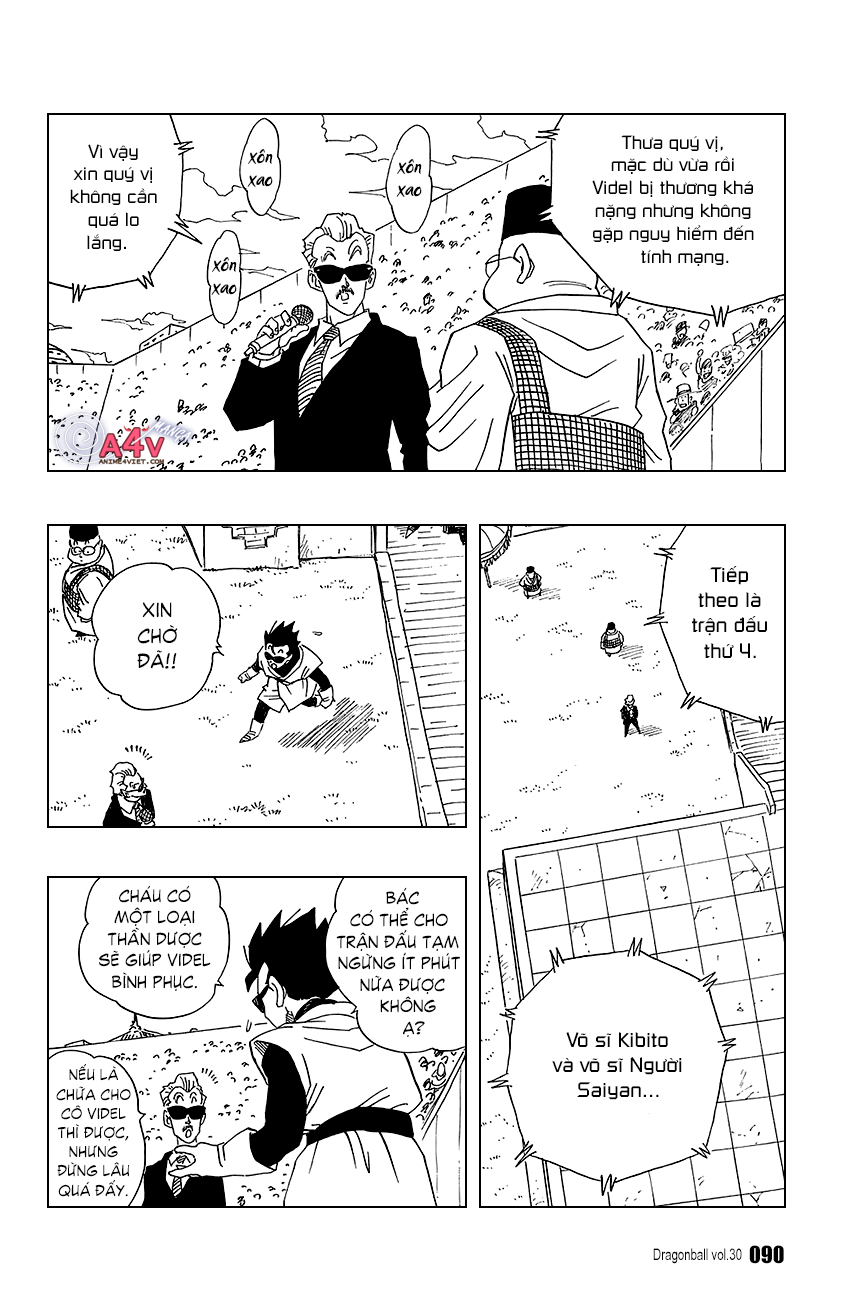 Thưa quý vị,
mặc dù vừa rồi
Videl bị thương khá
nặng nhưng không
gặp nguy hiểm đến
tính mạng.
Vì vậy
xin quý vị
không cần
quá lo
lắng.
XÔN
XAO
XÔN
XAO
XÔN
XAO
A4V
Manga
ANIME4VIET.COM
Tiếp
theo là
trận đấu
thứ 4.
Võ sĩ Kibito
và võ sĩ Người
Saiyan...
XIN
CHỜ
ĐÃ!!
BÁC
CÓ THỂ CHO
TRẬN ĐẤU TẠM
NGỪNG ÍT PHÚT
NỮA ĐƯỢC
KHÔNG
Ạ?
CHÁU CÓ
MỘT LOẠI
THẦN DƯỢC
SẼ GIÚP VIDEL
BÌNH PHỤC.
NẾU LÀ
CHỮA CHO
CÔ VIDEL
THÌ ĐƯỢC,
NHƯNG
ĐỪNG LÂU
QUÁ ĐẤY.
Dragonball vol.30 090